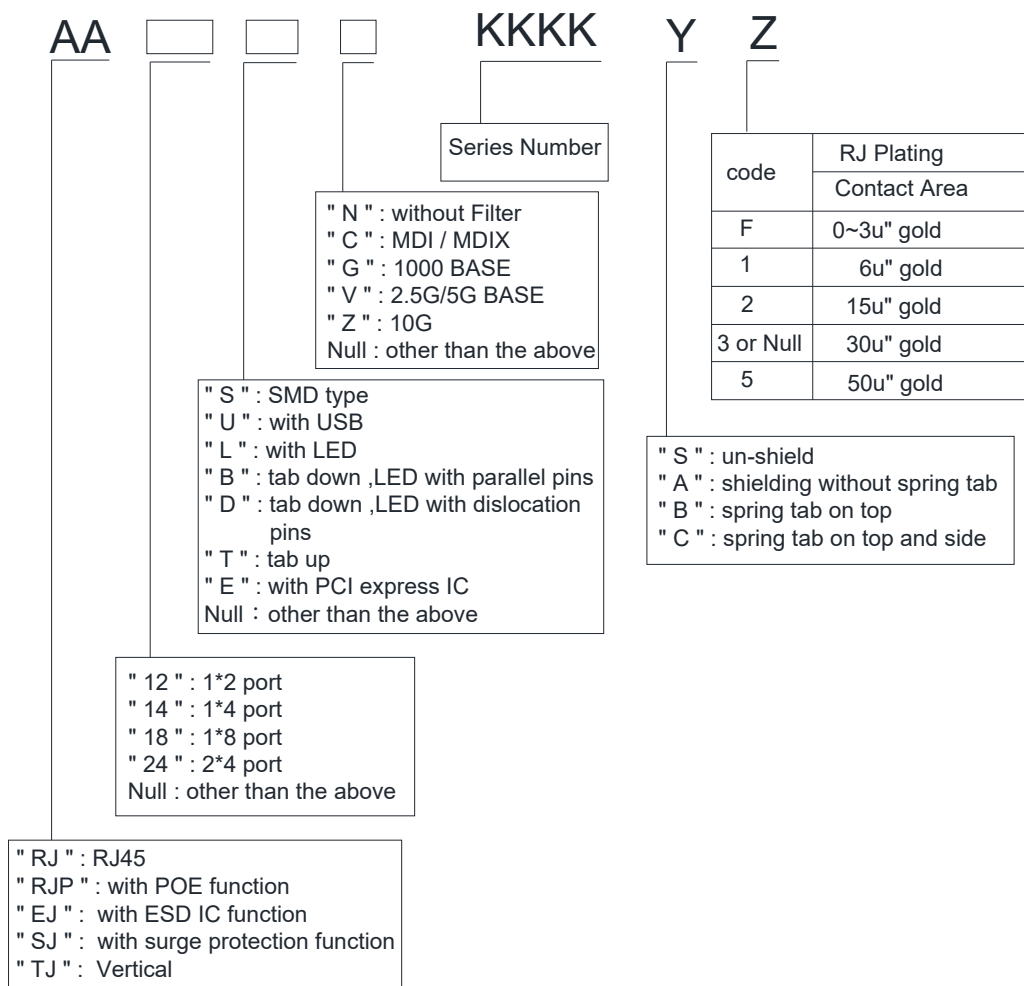 AA KKKK Y Z
Series Number
code
RJ Plating
Contact Area
F 0~3u" gold
1 6u" gold
2 15u" gold
3 or Null 30u" gold
5 50u" gold
" N " : without Filter
" C " : MDI / MDIX
" G " : 1000 BASE
" V " : 2.5G/5G BASE
" Z " : 10G
Null : other than the above
" S " : SMD type
" U " : with USB
" L " : with LED
" B " : tab down ,LED with parallel pins
" D " : tab down ,LED with dislocation
pins
" T " : tab up
" E " : with PCI express IC
Null：other than the above
" S " : un-shield
" A " : shielding without spring tab
" B " : spring tab on top
" C " : spring tab on top and side
" 12 " : 1*2 port
" 14 " : 1*4 port
" 18 " : 1*8 port
" 24 " : 2*4 port
Null : other than the above
" RJ " : RJ45
" RJP " : with POE function
" EJ " : with ESD IC function
" SJ " : with surge protection function
" TJ " : Vertical